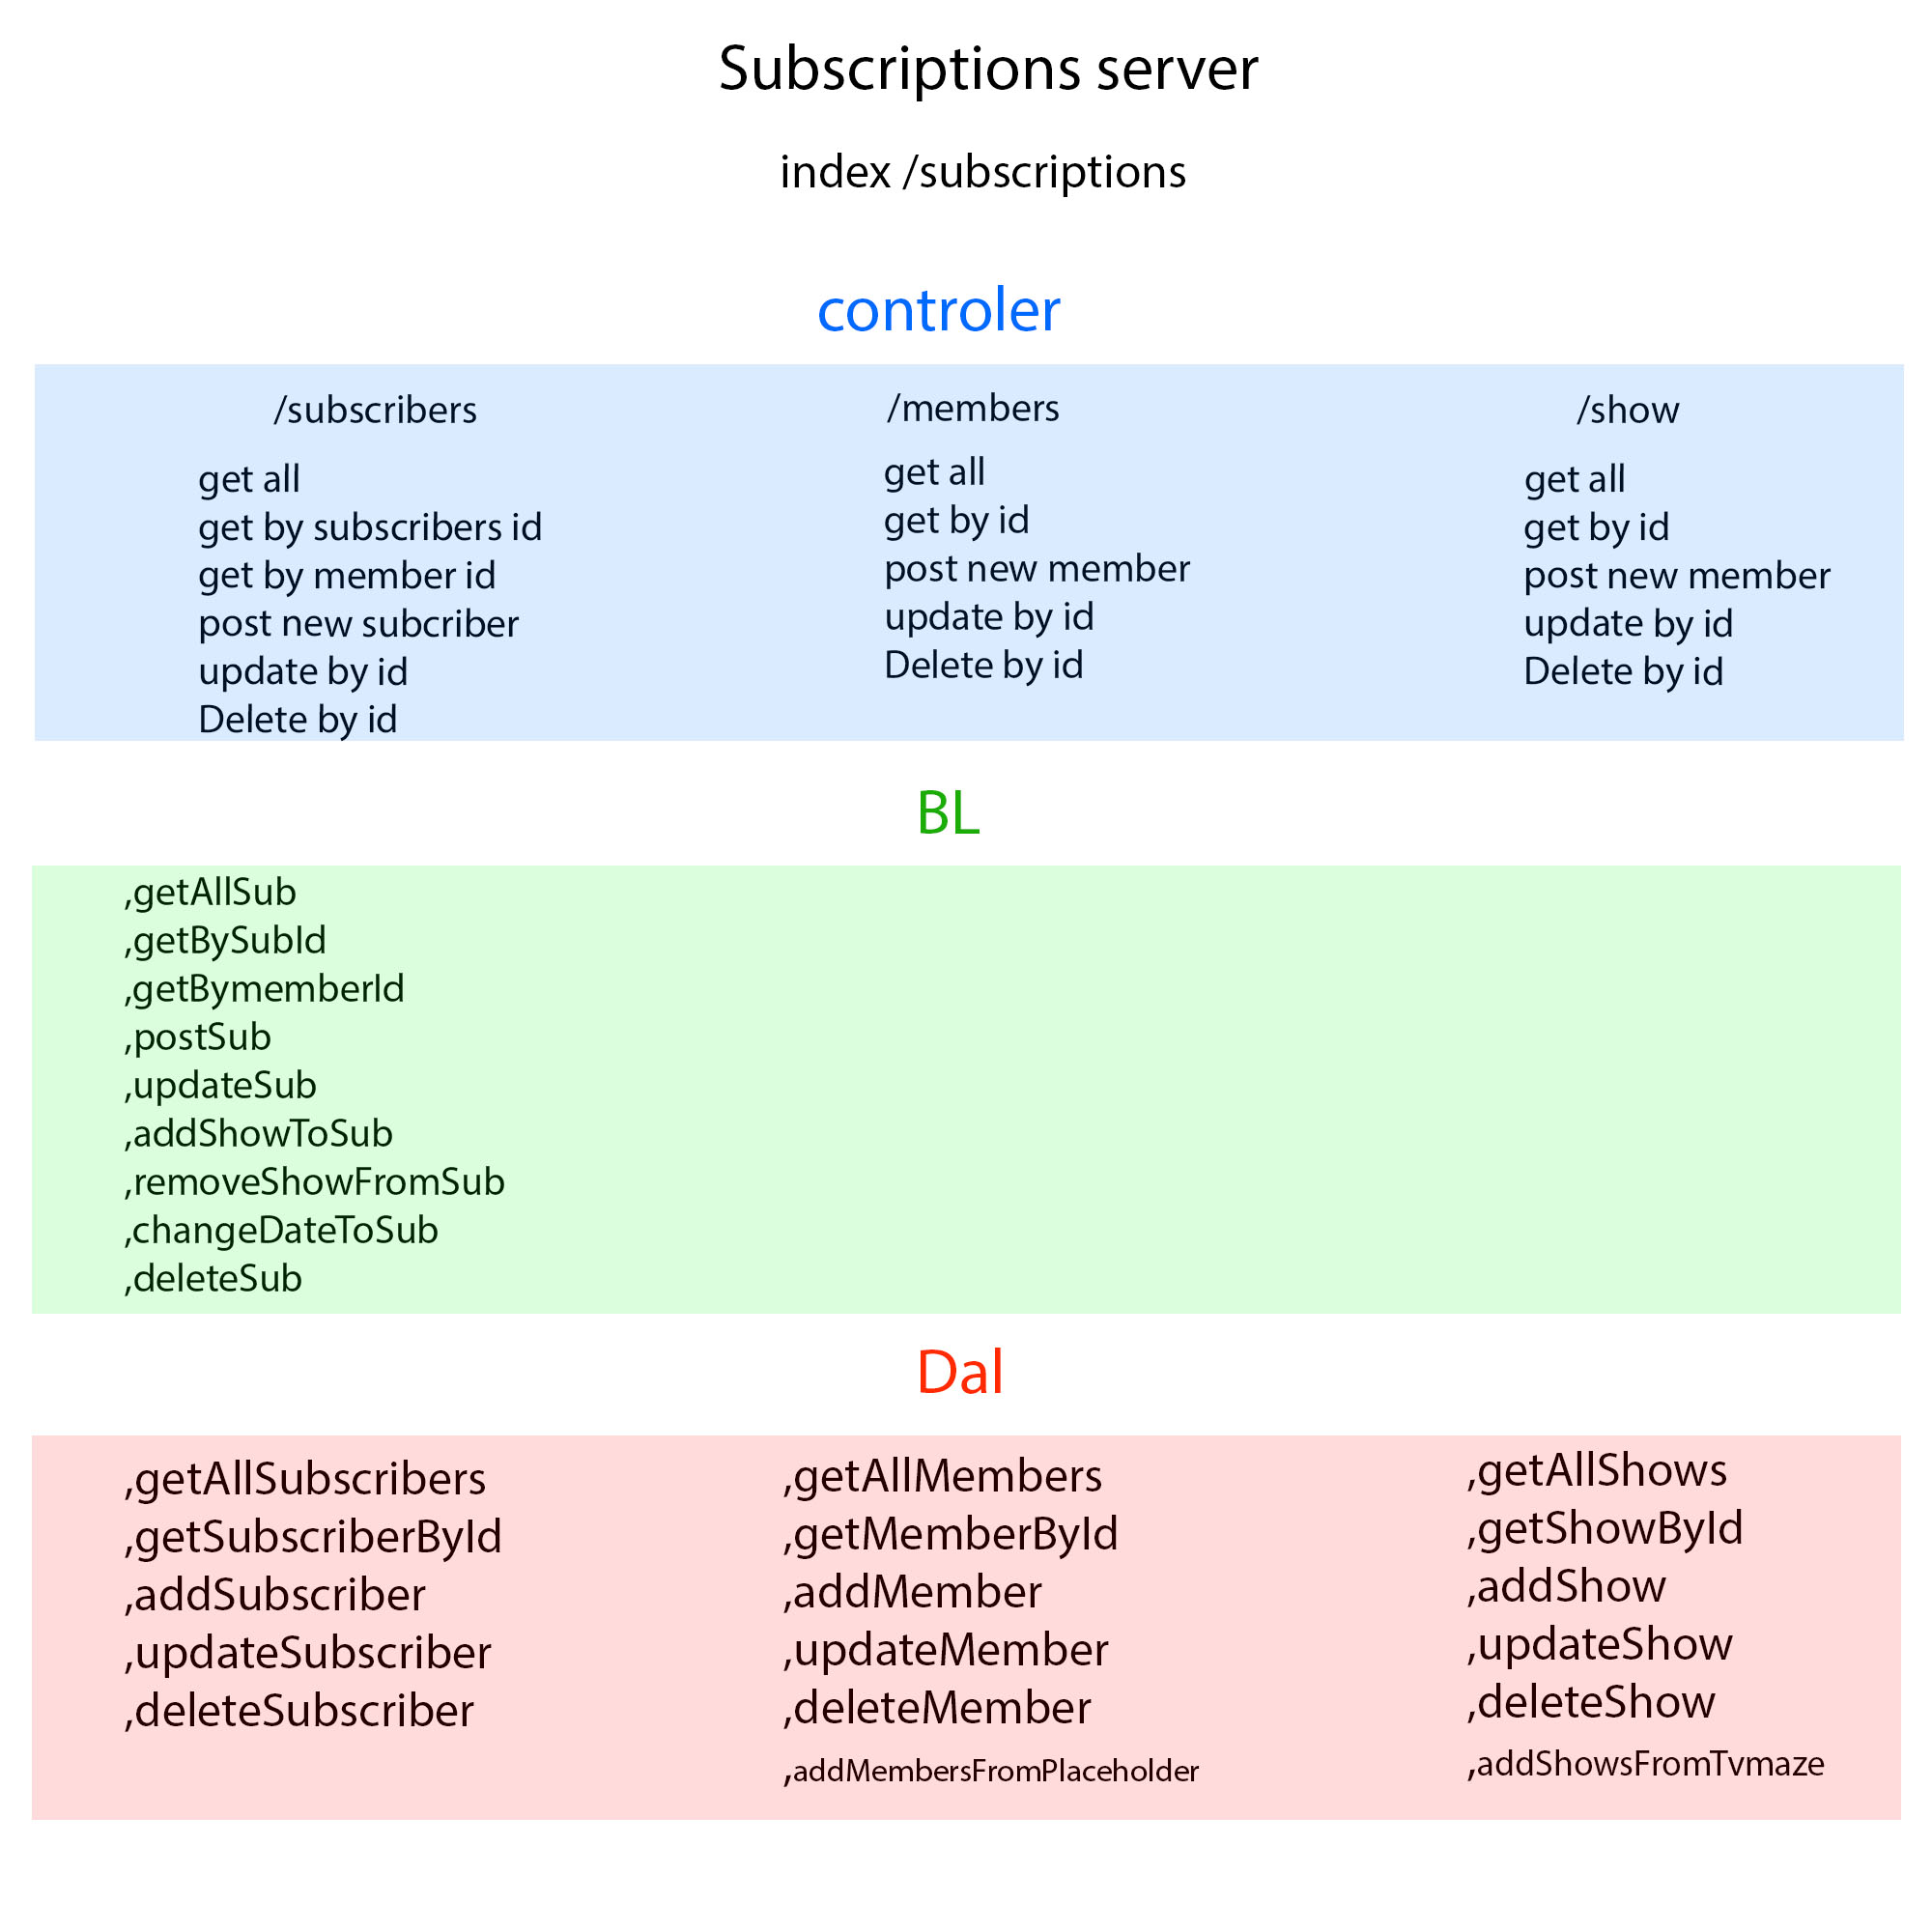 Subscriptions server
index /subscriptions
controler
/subscribers
get all
get by subscribers id
get by member id
post new subcriber
update by id
Delete by id
/members
get all
get by id
post new member
update by id
Delete by id
/show
get all
get by id
post new member
update by id
Delete by id
BL
,getAllSub
,getBySubId
,getBymemberId
,postSub
,updateSub
,addShowToSub
,removeShowFromSub
,changeDateToSub
,deleteSub
Dal
,getAllSubscribers
,getSubscriberById
,addSubscriber
,updateSubscriber
,deleteSubscriber
,getAllMembers
,getMemberById
,addMember
,updateMember
,deleteMember
,addMembersFromPlaceholder
,getAllShows
,getShowById
,addShow
,updateShow
,deleteShow
,addShowsFromTvmaze